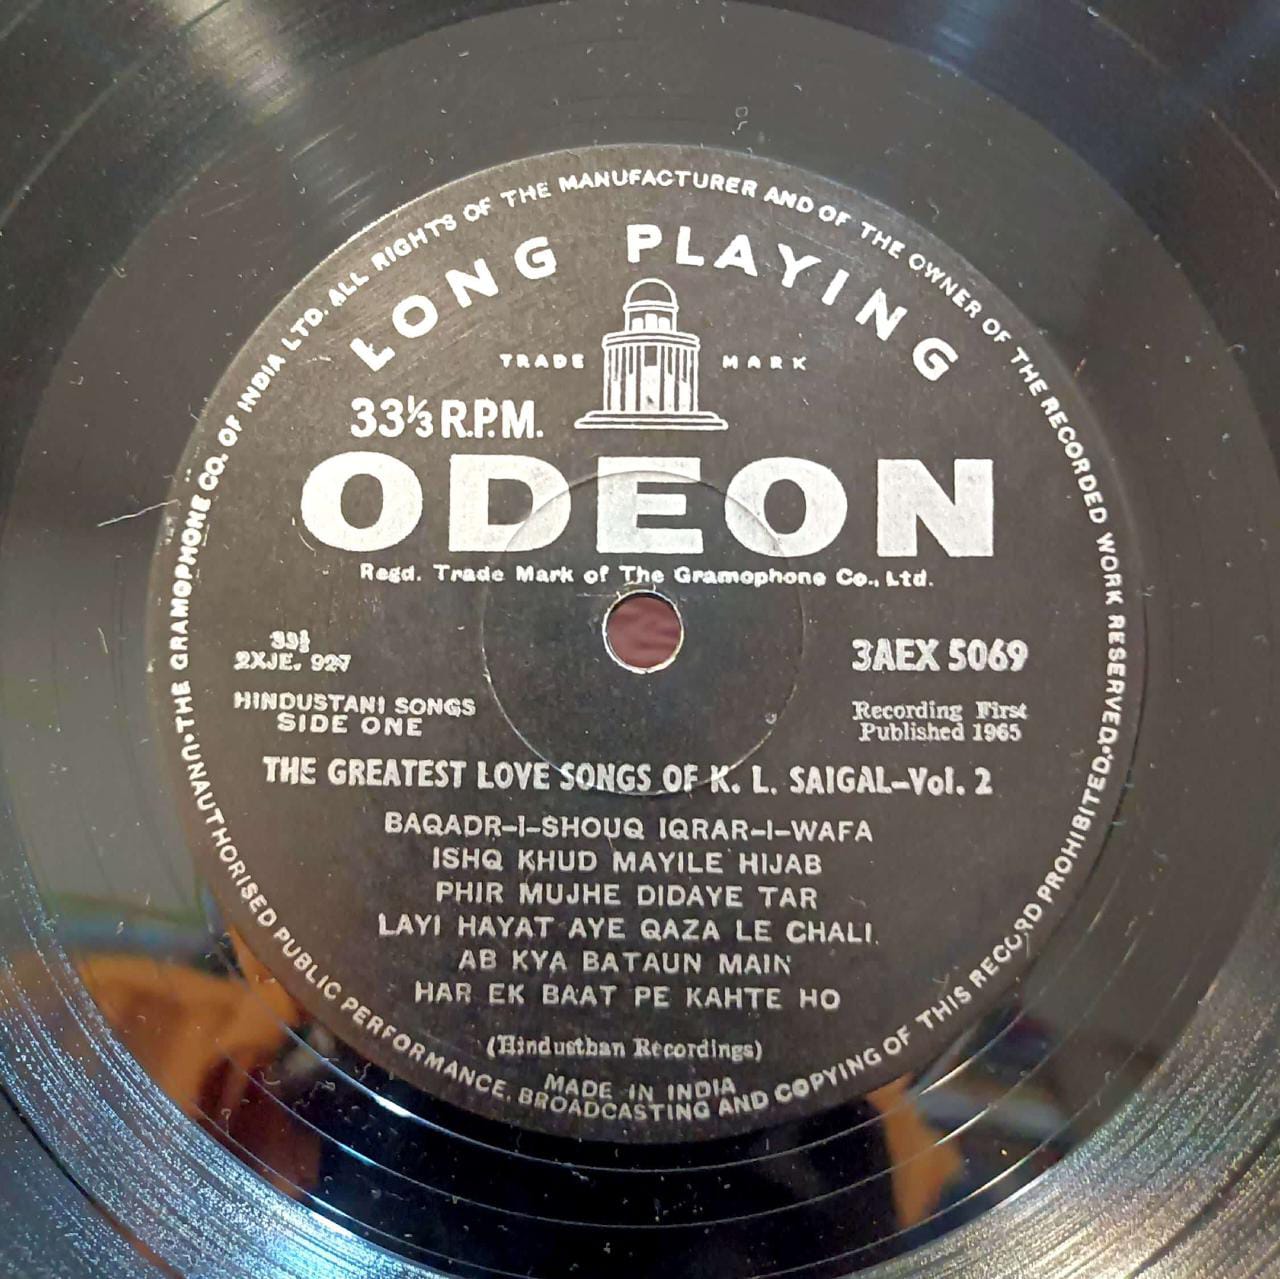 THE GRAMOPHONE CO. OF INDIA LTD. ALL RIGHTS OF THE MANUFACTURER AND OF THE OWNER OF THE RECORDED WORK RESERVED.
UNAUTHORISED PUBLIC PERFORMANCE, BROADCASTING AND COPYING OF THIS RECORD PROHIBITED.
LONG PLAYING
TRADE MARK
33⅓ R.P.M.
ODEON
Regd. Trade Mark of The Gramophone Co., Ltd.
33⅓
2XJE. 927
3AEX 5069
HINDUSTANI SONGS
SIDE ONE
Recording First
Published 1965
THE GREATEST LOVE SONGS OF K. L. SAIGAL–Vol. 2
BAQADR–I–SHOUQ IQRAR–I–WAFA
ISHQ KHUD MAYILE HIJAB
PHIR MUJHE DIDAYE TAR
LAYI HAYAT AYE QAZA LE CHALI
AB KYA BATAUN MAIN
HAR EK BAAT PE KAHTE HO
(Hindusthan Recordings)
MADE IN INDIA